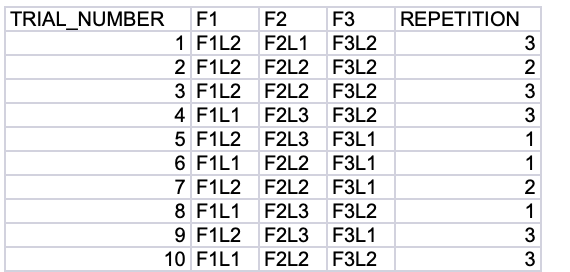 TRIAL_NUMBER F1 F2 F3 REPETITION
1 F1L2 F2L1 F3L2 3
2 F1L2 F2L2 F3L2 2
3 F1L2 F2L2 F3L2 3
4 F1L1 F2L3 F3L2 3
5 F1L2 F2L3 F3L1 1
6 F1L1 F2L2 F3L1 1
7 F1L2 F2L2 F3L1 2
8 F1L1 F2L3 F3L2 1
9 F1L2 F2L3 F3L1 3
10 F1L1 F2L2 F3L2 3